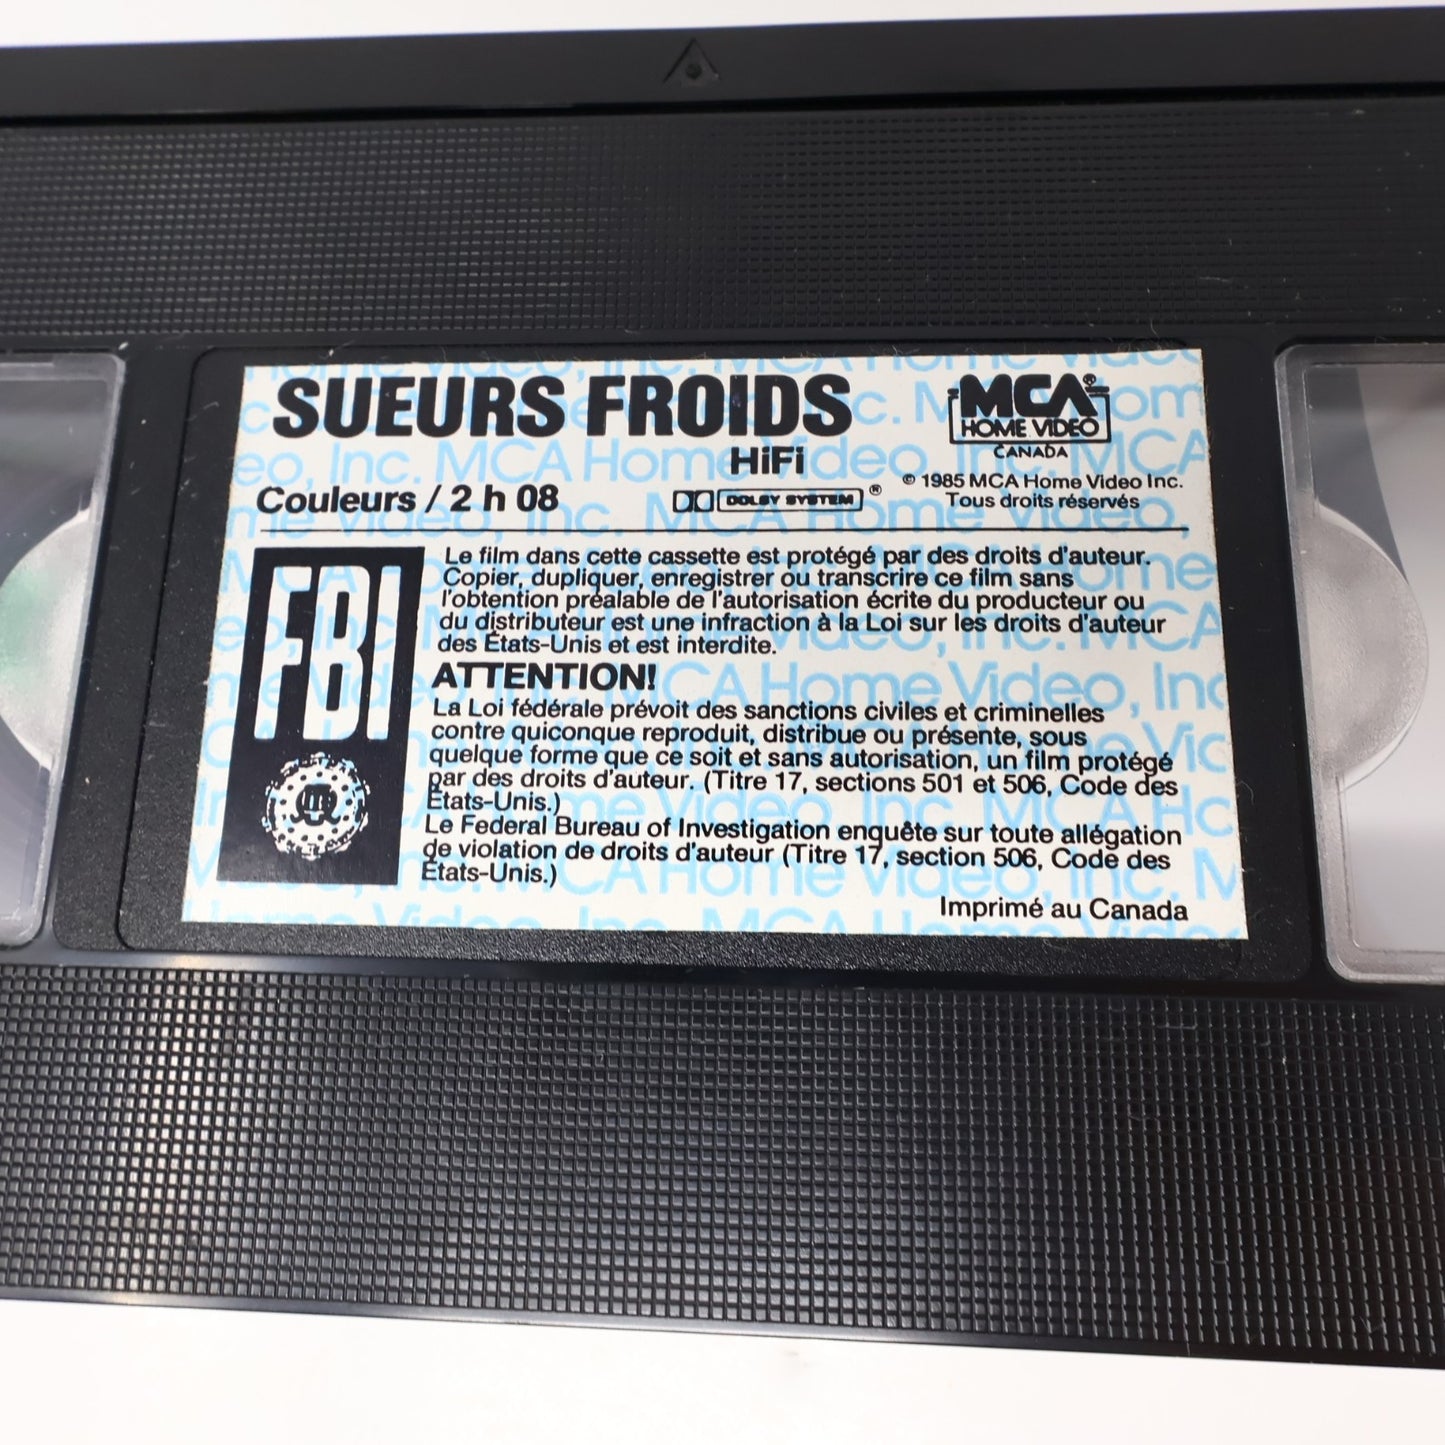 SUEURS FROIDS
MCA®
HOME VIDEO
CANADA
HiFi
Couleurs / 2 h 08
DOLBY SYSTEM ®
© 1985 MCA Home Video Inc.
Tous droits réservés
FBI
Le film dans cette cassette est protégé par des droits d'auteur.
Copier, dupliquer, enregistrer ou transcrire ce film sans
l'obtention préalable de l'autorisation écrite du producteur ou
du distributeur est une infraction à la Loi sur les droits d'auteur
des États-Unis et est interdite.
ATTENTION!
La Loi fédérale prévoit des sanctions civiles et criminelles
contre quiconque reproduit, distribue ou présente, sous
quelque forme que ce soit et sans autorisation, un film protégé
par des droits d'auteur. (Titre 17, sections 501 et 506, Code des
États-Unis.)
Le Federal Bureau of Investigation enquête sur toute allégation
de violation de droits d'auteur (Titre 17, section 506, Code des
États-Unis.)
Imprimé au Canada